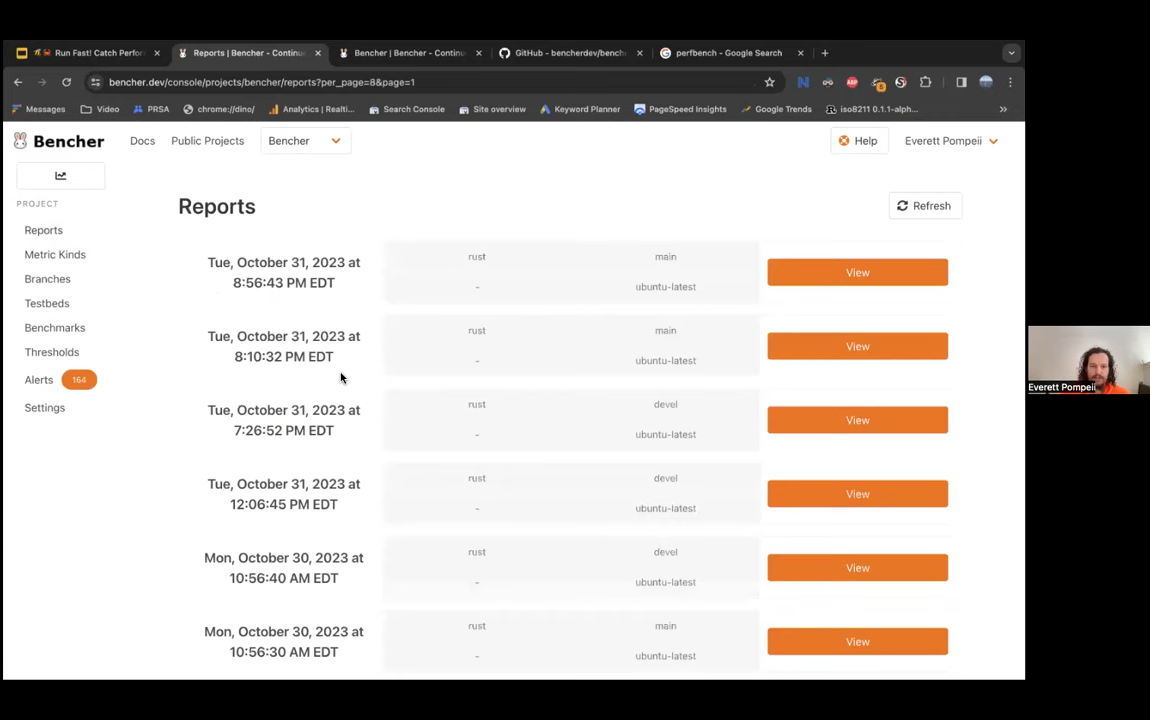 Run Fast! Catch Perfor
Reports | Bencher - Continue
Bencher | Bencher - Continu
GitHub - bencherdev/benche
perfbench - Google Search
bencher.dev/console/projects/bencher/reports?per_page=8&page=1
Messages
Video
PRSA
chrome://dino/
Analytics | Realti...
Search Console
Site overview
Keyword Planner
PageSpeed Insights
Google Trends
iso8211 0.1.1-alph...
Bencher
Docs
Public Projects
Bencher
Help
Everett Pompeii
PROJECT
Reports
Metric Kinds
Branches
Testbeds
Benchmarks
Thresholds
Alerts 164
Settings
Reports
Refresh
Tue, October 31, 2023 at
8:56:43 PM EDT
rust main
- ubuntu-latest
View
Tue, October 31, 2023 at
8:10:32 PM EDT
rust main
- ubuntu-latest
View
Tue, October 31, 2023 at
7:26:52 PM EDT
rust devel
- ubuntu-latest
View
Tue, October 31, 2023 at
12:06:45 PM EDT
rust devel
- ubuntu-latest
View
Mon, October 30, 2023 at
10:56:40 AM EDT
rust devel
- ubuntu-latest
View
Mon, October 30, 2023 at
10:56:30 AM EDT
rust main
- ubuntu-latest
View
Everett Pompeii